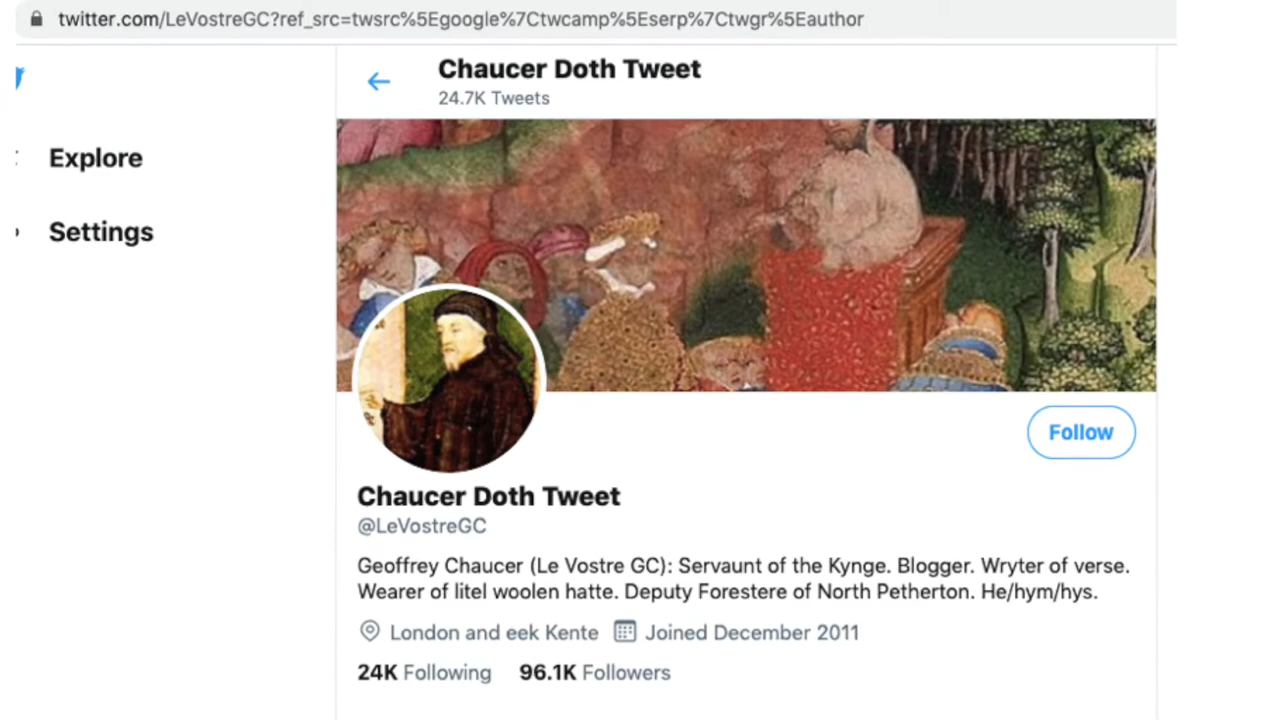 twitter.com/LeVostreGC?ref_src=twsrc%5Egoogle%7Ctwcamp%5Eserp%7Ctwgr%5Eauthor
Chaucer Doth Tweet
24.7K Tweets
Explore
Settings
Follow
Chaucer Doth Tweet
@LeVostreGC
Geoffrey Chaucer (Le Vostre GC): Servaunt of the Kynge. Blogger. Wryter of verse.
Wearer of litel woolen hatte. Deputy Forestere of North Petherton. He/hym/hys.
London and eek Kente Joined December 2011
24K Following 96.1K Followers